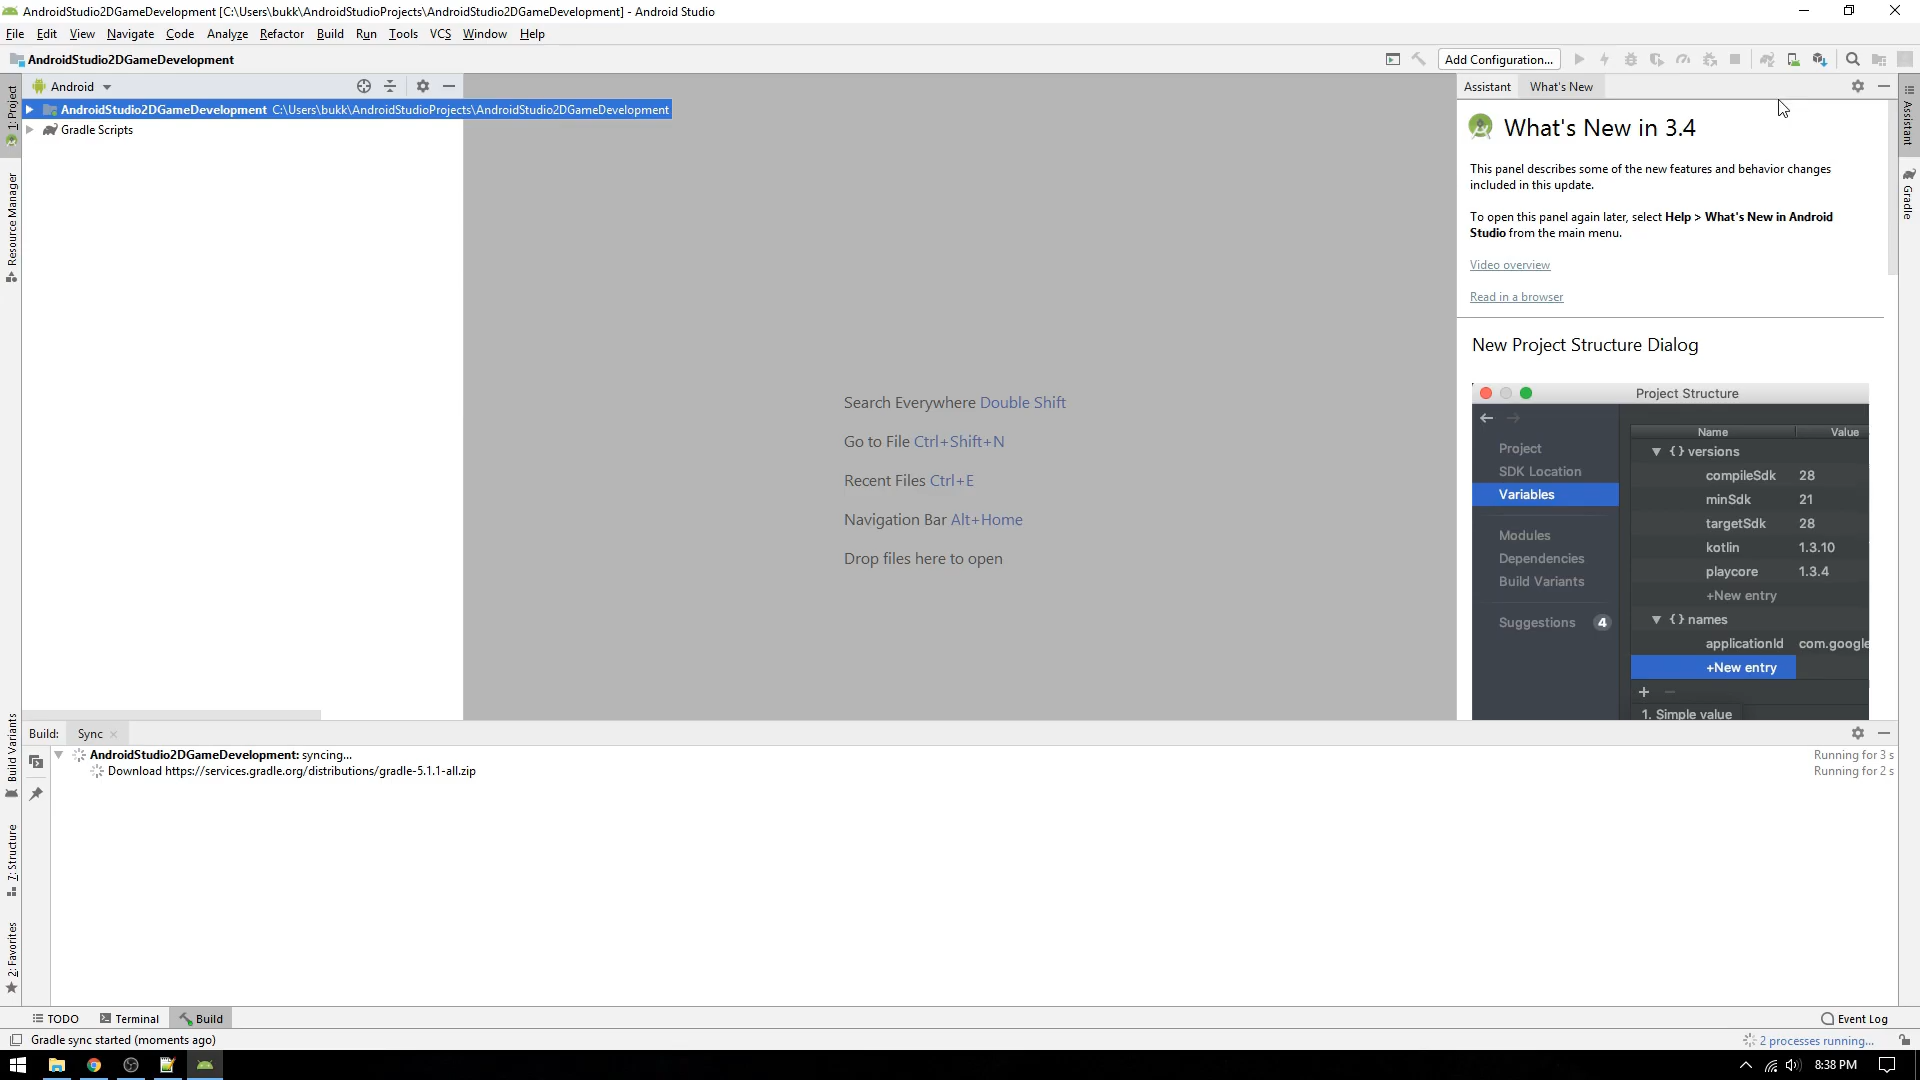 AndroidStudio2DGameDevelopment [C:\Users\bukk\AndroidStudioProjects\AndroidStudio2DGameDevelopment] - Android Studio
File Edit View Navigate Code Analyze Refactor Build Run Tools VCS Window Help
AndroidStudio2DGameDevelopment
Add Configuration...
1: Project
Resource Manager
Build Variants
7: Structure
2: Favorites
Android
AndroidStudio2DGameDevelopment C:\Users\bukk\AndroidStudioProjects\AndroidStudio2DGameDevelopment
Gradle Scripts
Search Everywhere Double Shift
Go to File Ctrl+Shift+N
Recent Files Ctrl+E
Navigation Bar Alt+Home
Drop files here to open
Assistant What's New
What's New in 3.4
This panel describes some of the new features and behavior changes
included in this update.
To open this panel again later, select Help > What's New in Android
Studio from the main menu.
Video overview
Read in a browser
New Project Structure Dialog
Project Structure
Project
SDK Location
Variables
Modules
Dependencies
Build Variants
Suggestions 4
Name Value
{} versions
compileSdk 28
minSdk 21
targetSdk 28
kotlin 1.3.10
playcore 1.3.4
+New entry
{} names
applicationId com.google
+New entry
1. Simple value
Assistant
Gradle
Build: Sync
AndroidStudio2DGameDevelopment: syncing... Running for 3 s
Download https://services.gradle.org/distributions/gradle-5.1.1-all.zip Running for 2 s
TODO Terminal Build Event Log
Gradle sync started (moments ago) 2 processes running...
8:38 PM